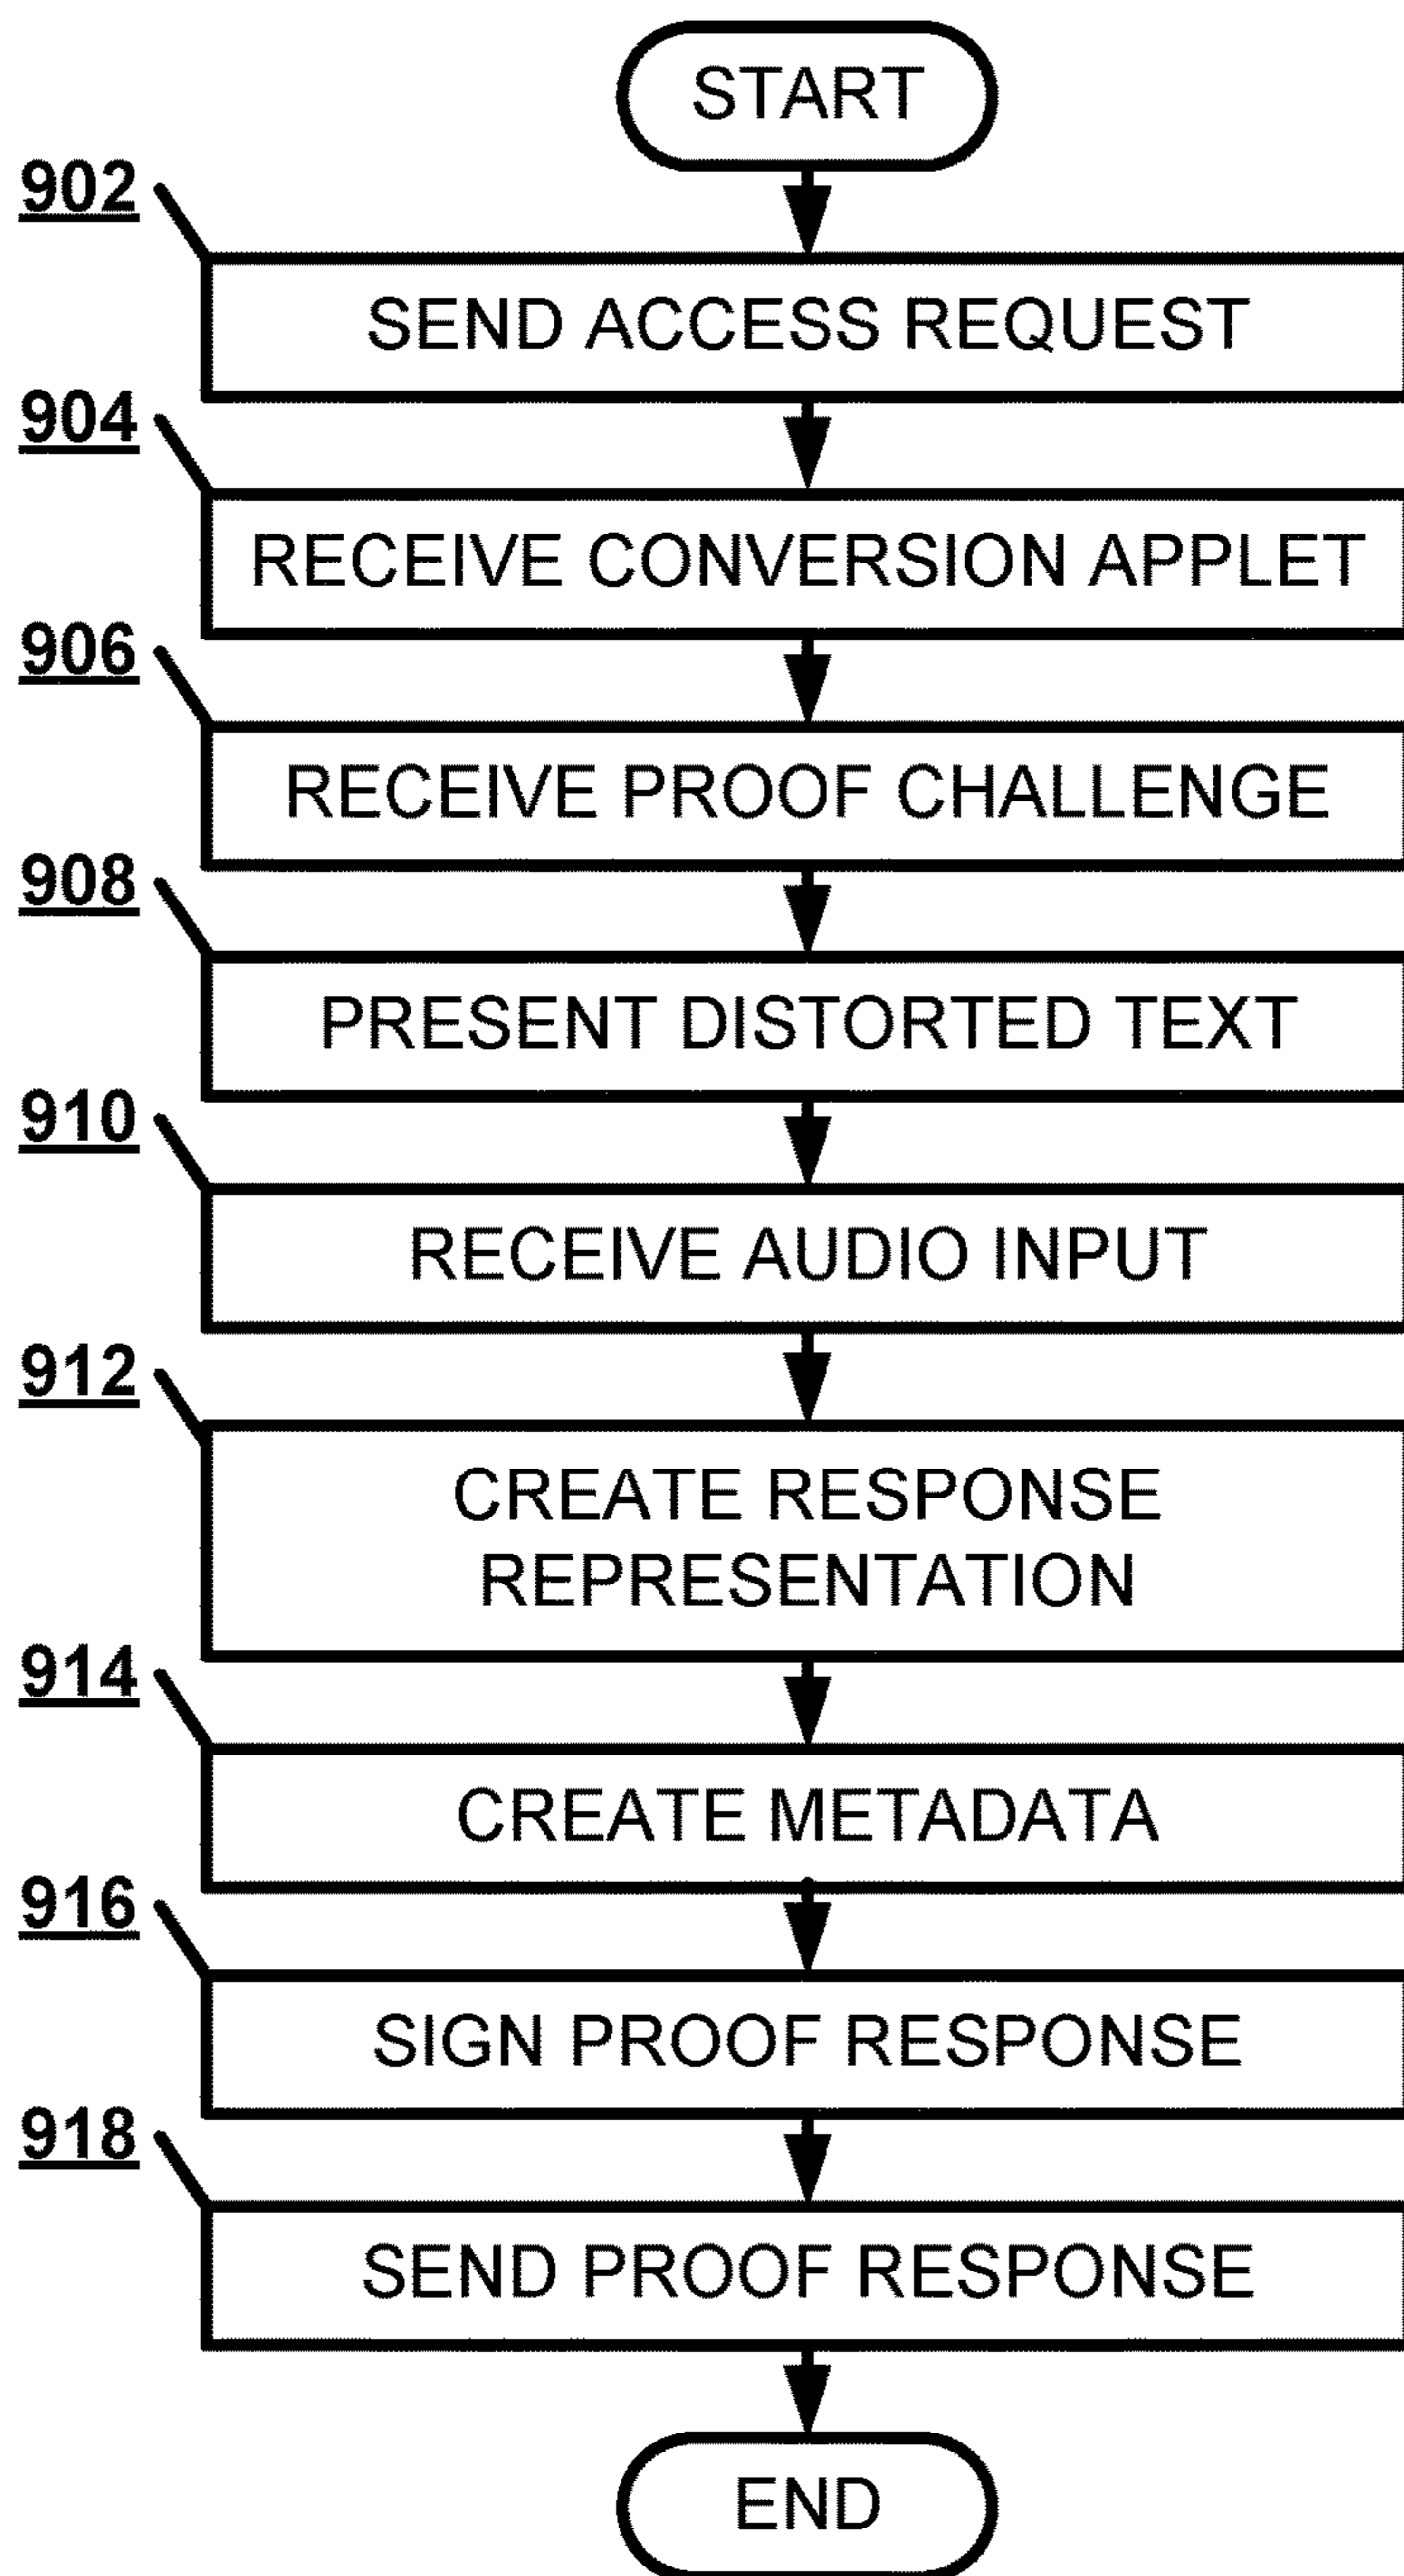 START
902
SEND ACCESS REQUEST
904
RECEIVE CONVERSION APPLET
906
RECEIVE PROOF CHALLENGE
908
PRESENT DISTORTED TEXT
910
RECEIVE AUDIO INPUT
912
CREATE RESPONSE
REPRESENTATION
914
CREATE METADATA
916
SIGN PROOF RESPONSE
918
SEND PROOF RESPONSE
END